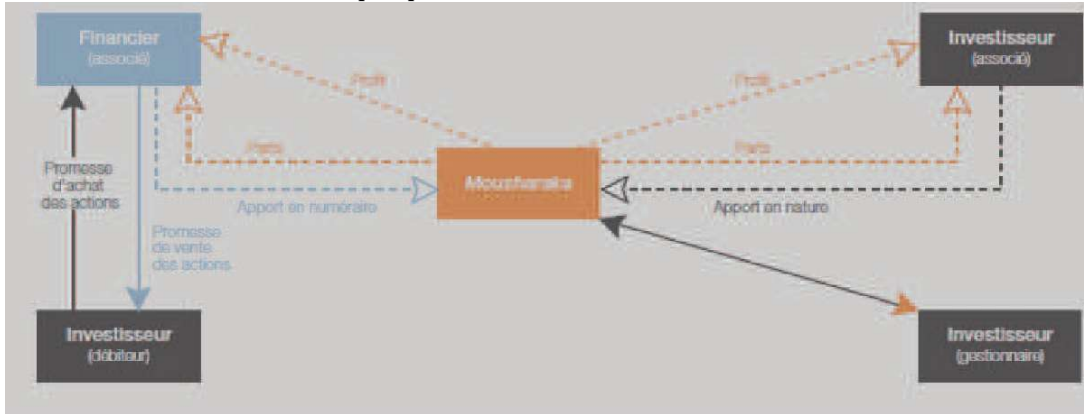 Financier
(associé)
Investisseur
(associé)
Profit
Profit
Promesse
d'achat
des actions
Parts
Parts
Mousharaka
Apport en numéraire
Apport en nature
Promesse
de vente
des actions
Investisseur
(débiteur)
Investisseur
(gestionnaire)